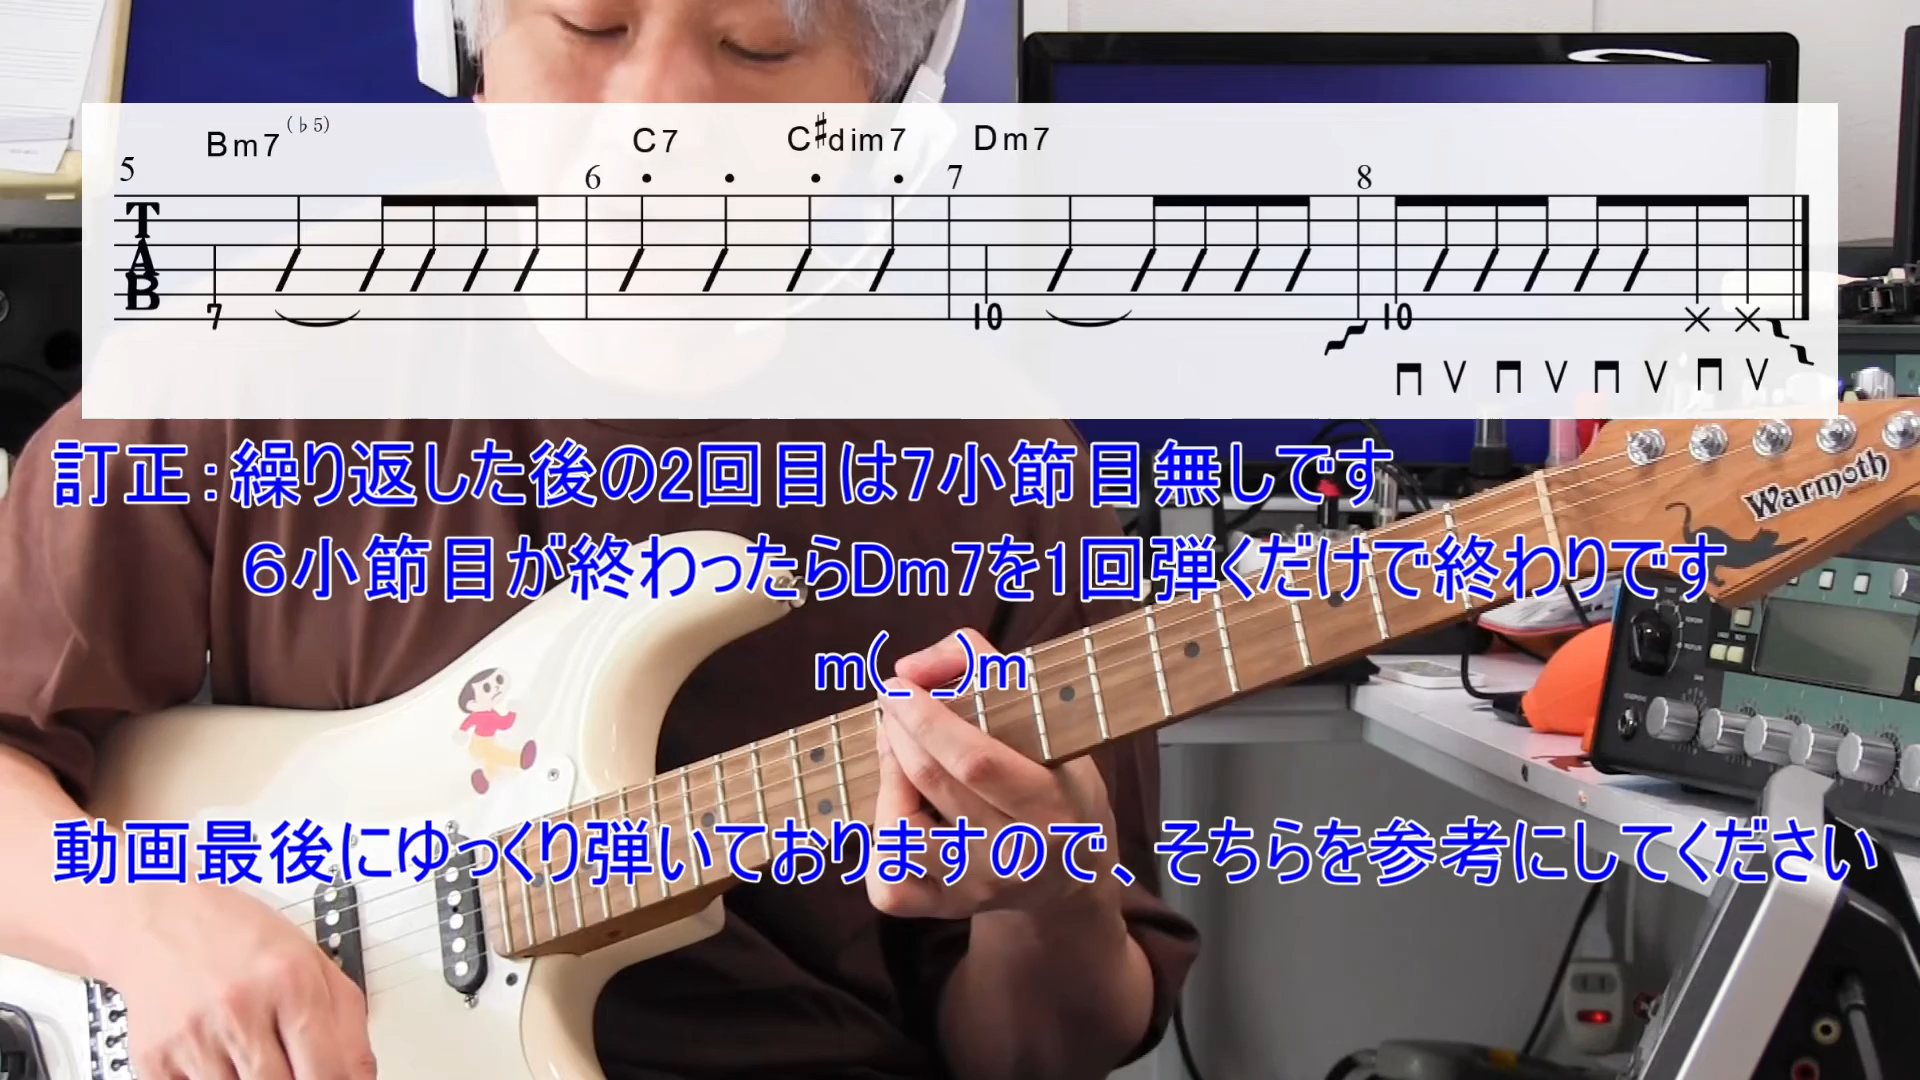 Bm7(♭5) C7 C♯dim7 Dm7
5 6 7 8
TAB
7 10 10
訂正：繰り返した後の2回目は7小節目無しです
６小節目が終わったらDm7を1回弾くだけで終わりです
m(_ _)m
動画最後にゆっくり弾いておりますので、そちらを参考にしてください
Warmoth